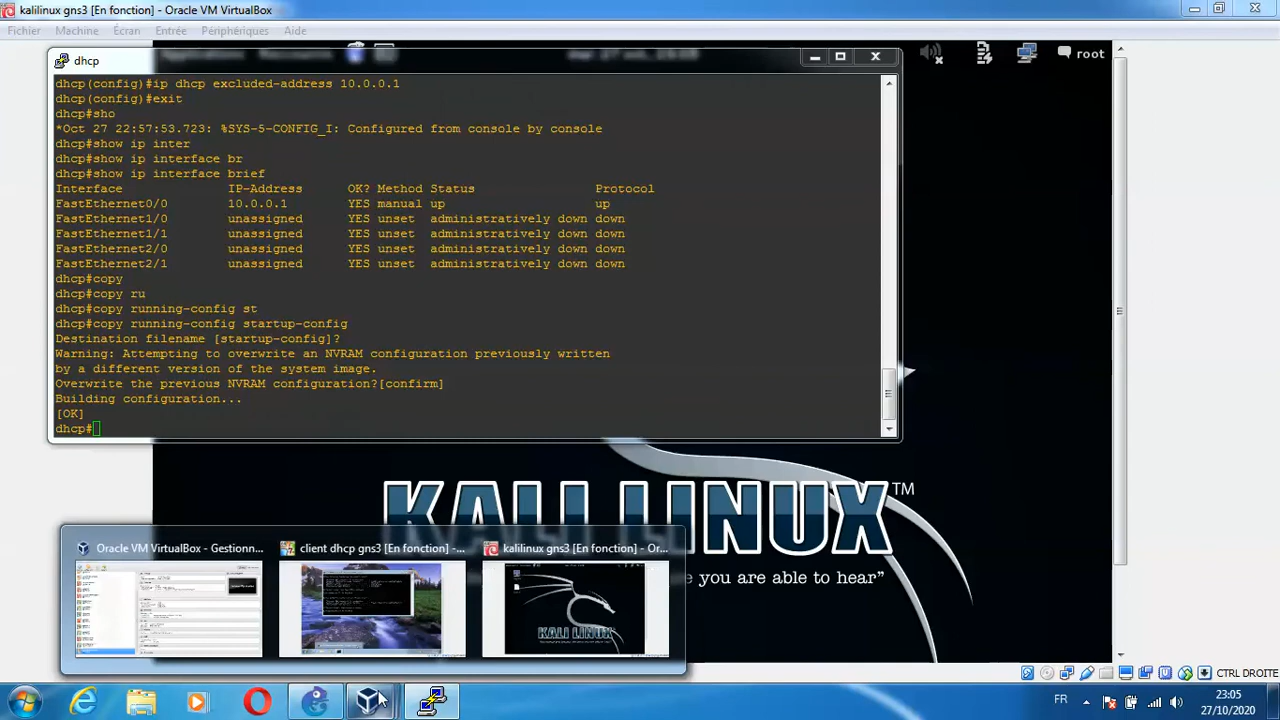 kalilinux gns3 [En fonction] - Oracle VM VirtualBox
Fichier Machine Écran Entrée Périphériques Aide
dhcp
root
dhcp(config)#ip dhcp excluded-address 10.0.0.1
dhcp(config)#exit
dhcp#sho
*Oct 27 22:57:53.723: %SYS-5-CONFIG_I: Configured from console by console
dhcp#show ip inter
dhcp#show ip interface br
dhcp#show ip interface brief
Interface IP-Address OK? Method Status Protocol
FastEthernet0/0 10.0.0.1 YES manual up up
FastEthernet1/0 unassigned YES unset administratively down down
FastEthernet1/1 unassigned YES unset administratively down down
FastEthernet2/0 unassigned YES unset administratively down down
FastEthernet2/1 unassigned YES unset administratively down down
dhcp#copy
dhcp#copy ru
dhcp#copy running-config st
dhcp#copy running-config startup-config
Destination filename [startup-config]?
Warning: Attempting to overwrite an NVRAM configuration previously written
by a different version of the system image.
Overwrite the previous NVRAM configuration?[confirm]
Building configuration...
[OK]
dhcp#
KALI LINUX TM
e you are able to hear"
Oracle VM VirtualBox - Gestionn... client dhcp gns3 [En fonction] -... kalilinux gns3 [En fonction] - Or...
KALI LINUX
CTRL DROITE
FR 23:05
27/10/2020